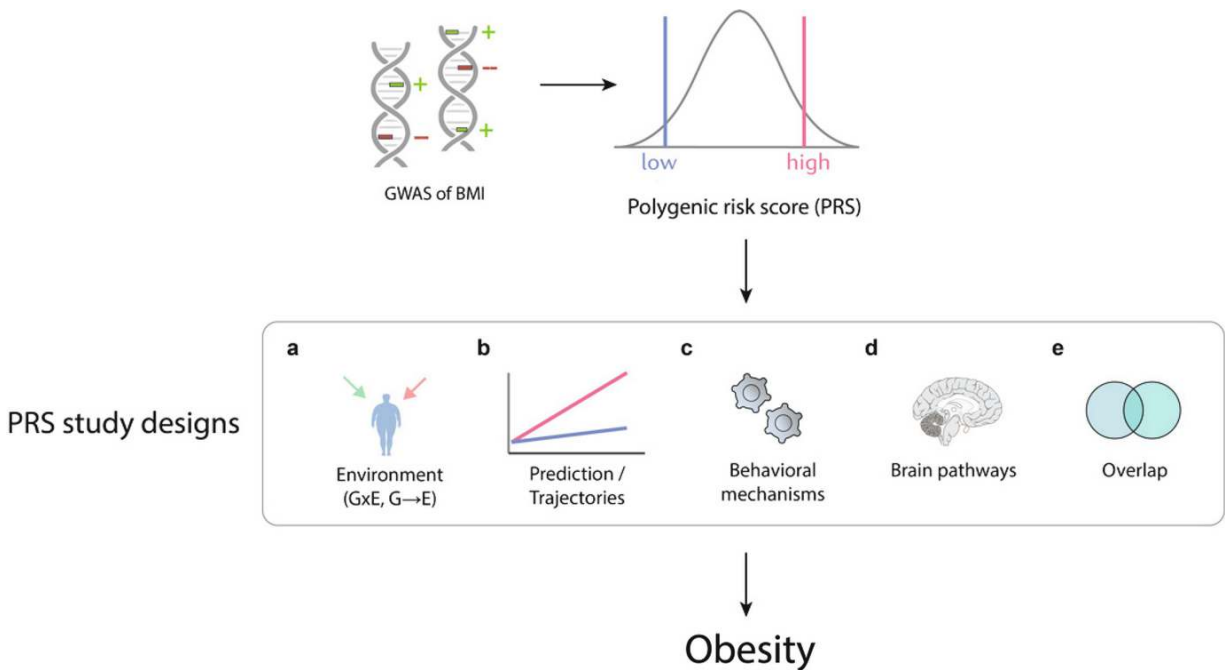 +
+
--
+
–
+
GWAS of BMI
low
high
Polygenic risk score (PRS)
PRS study designs
a
b
c
d
e
Environment
(GxE, G→E)
Prediction /
Trajectories
Behavioral
mechanisms
Brain pathways
Overlap
Obesity